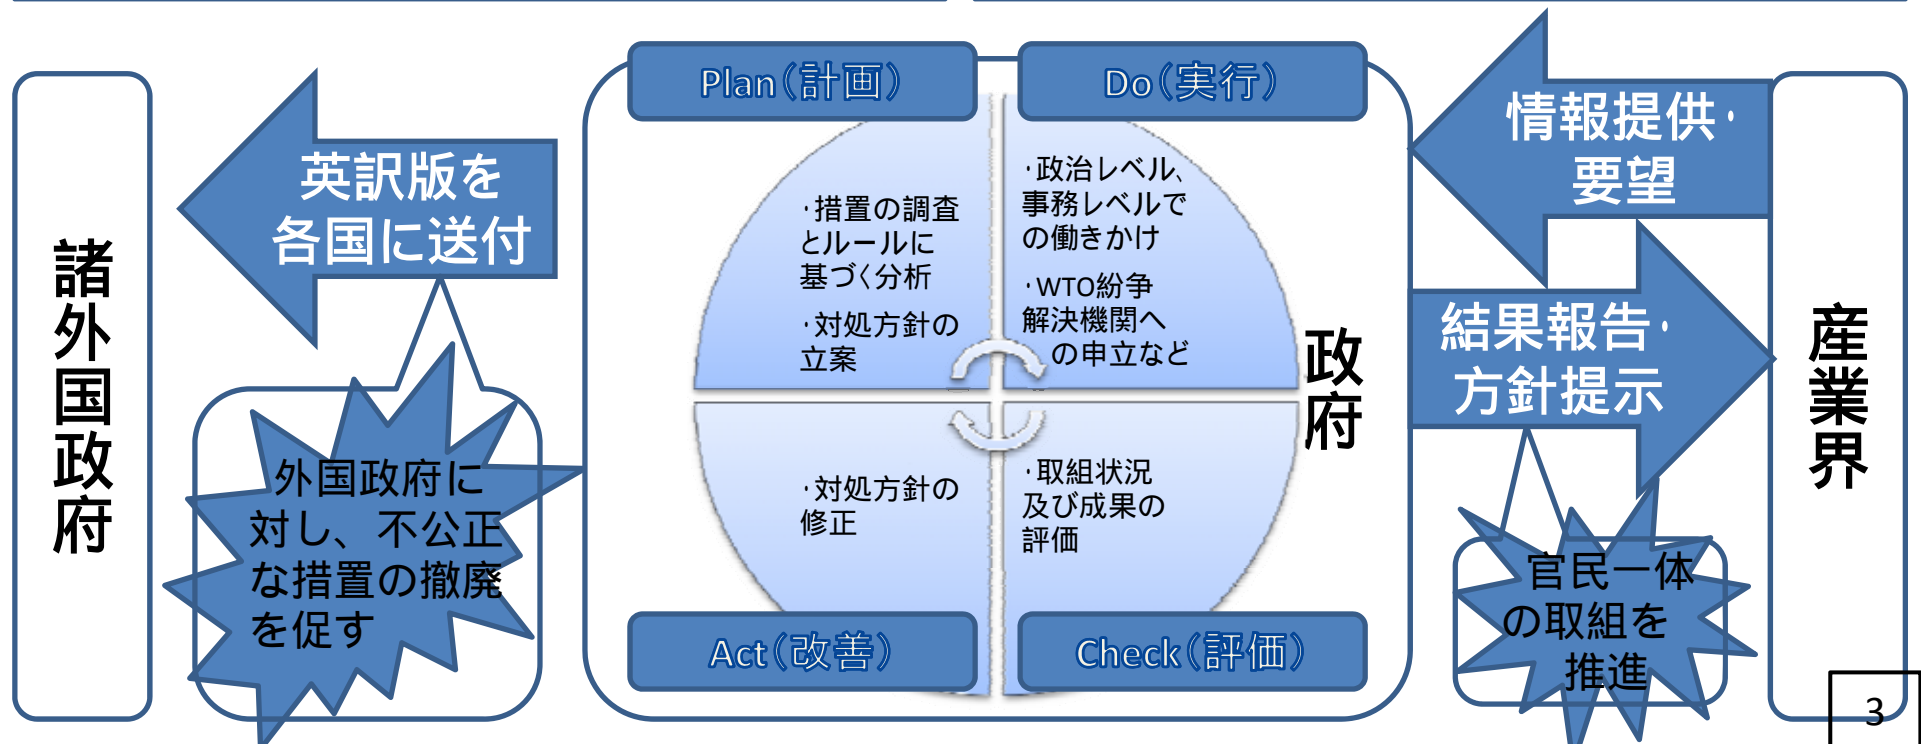 諸外国政府
英訳版を
各国に送付
外国政府に
対し、不公正
な措置の撤廃
を促す
Plan（計画）
・措置の調査
とルールに
基づく分析
・対処方針の
立案
Do（実行）
・政治レベル、
事務レベルで
の働きかけ
・WTO紛争
解決機関へ
の申立など
Act（改善）
・対処方針の
修正
Check（評価）
・取組状況
及び成果の
評価
政府
情報提供・
要望
結果報告・
方針提示
官民一体
の取組を
推進
産業界
3